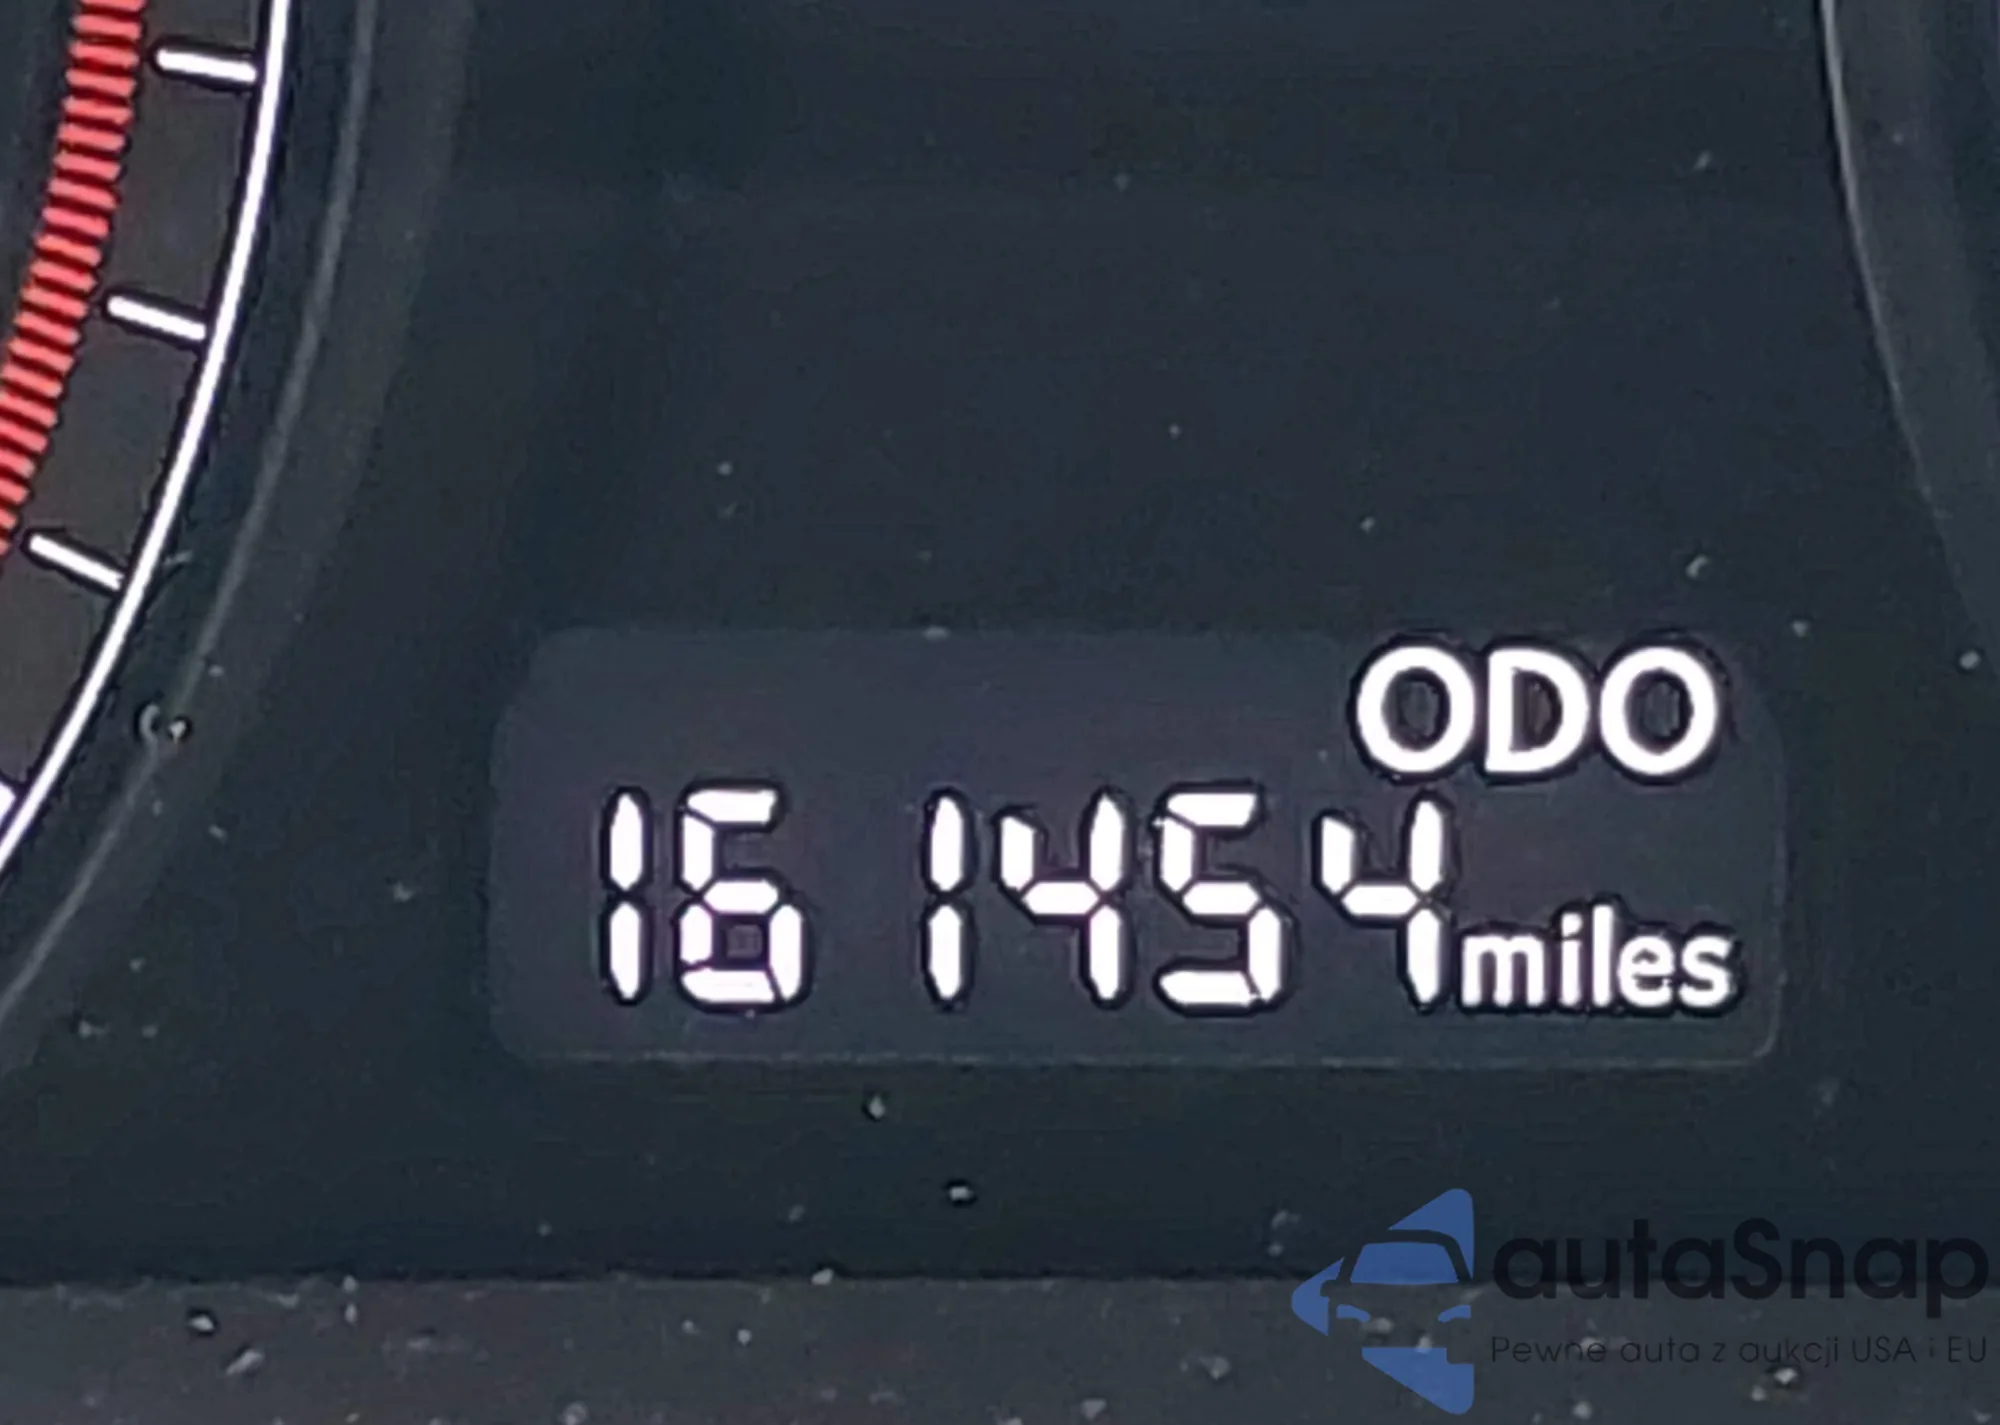 ODO
161454 miles
autaSnap
Pewne auta z aukcji USA i EU